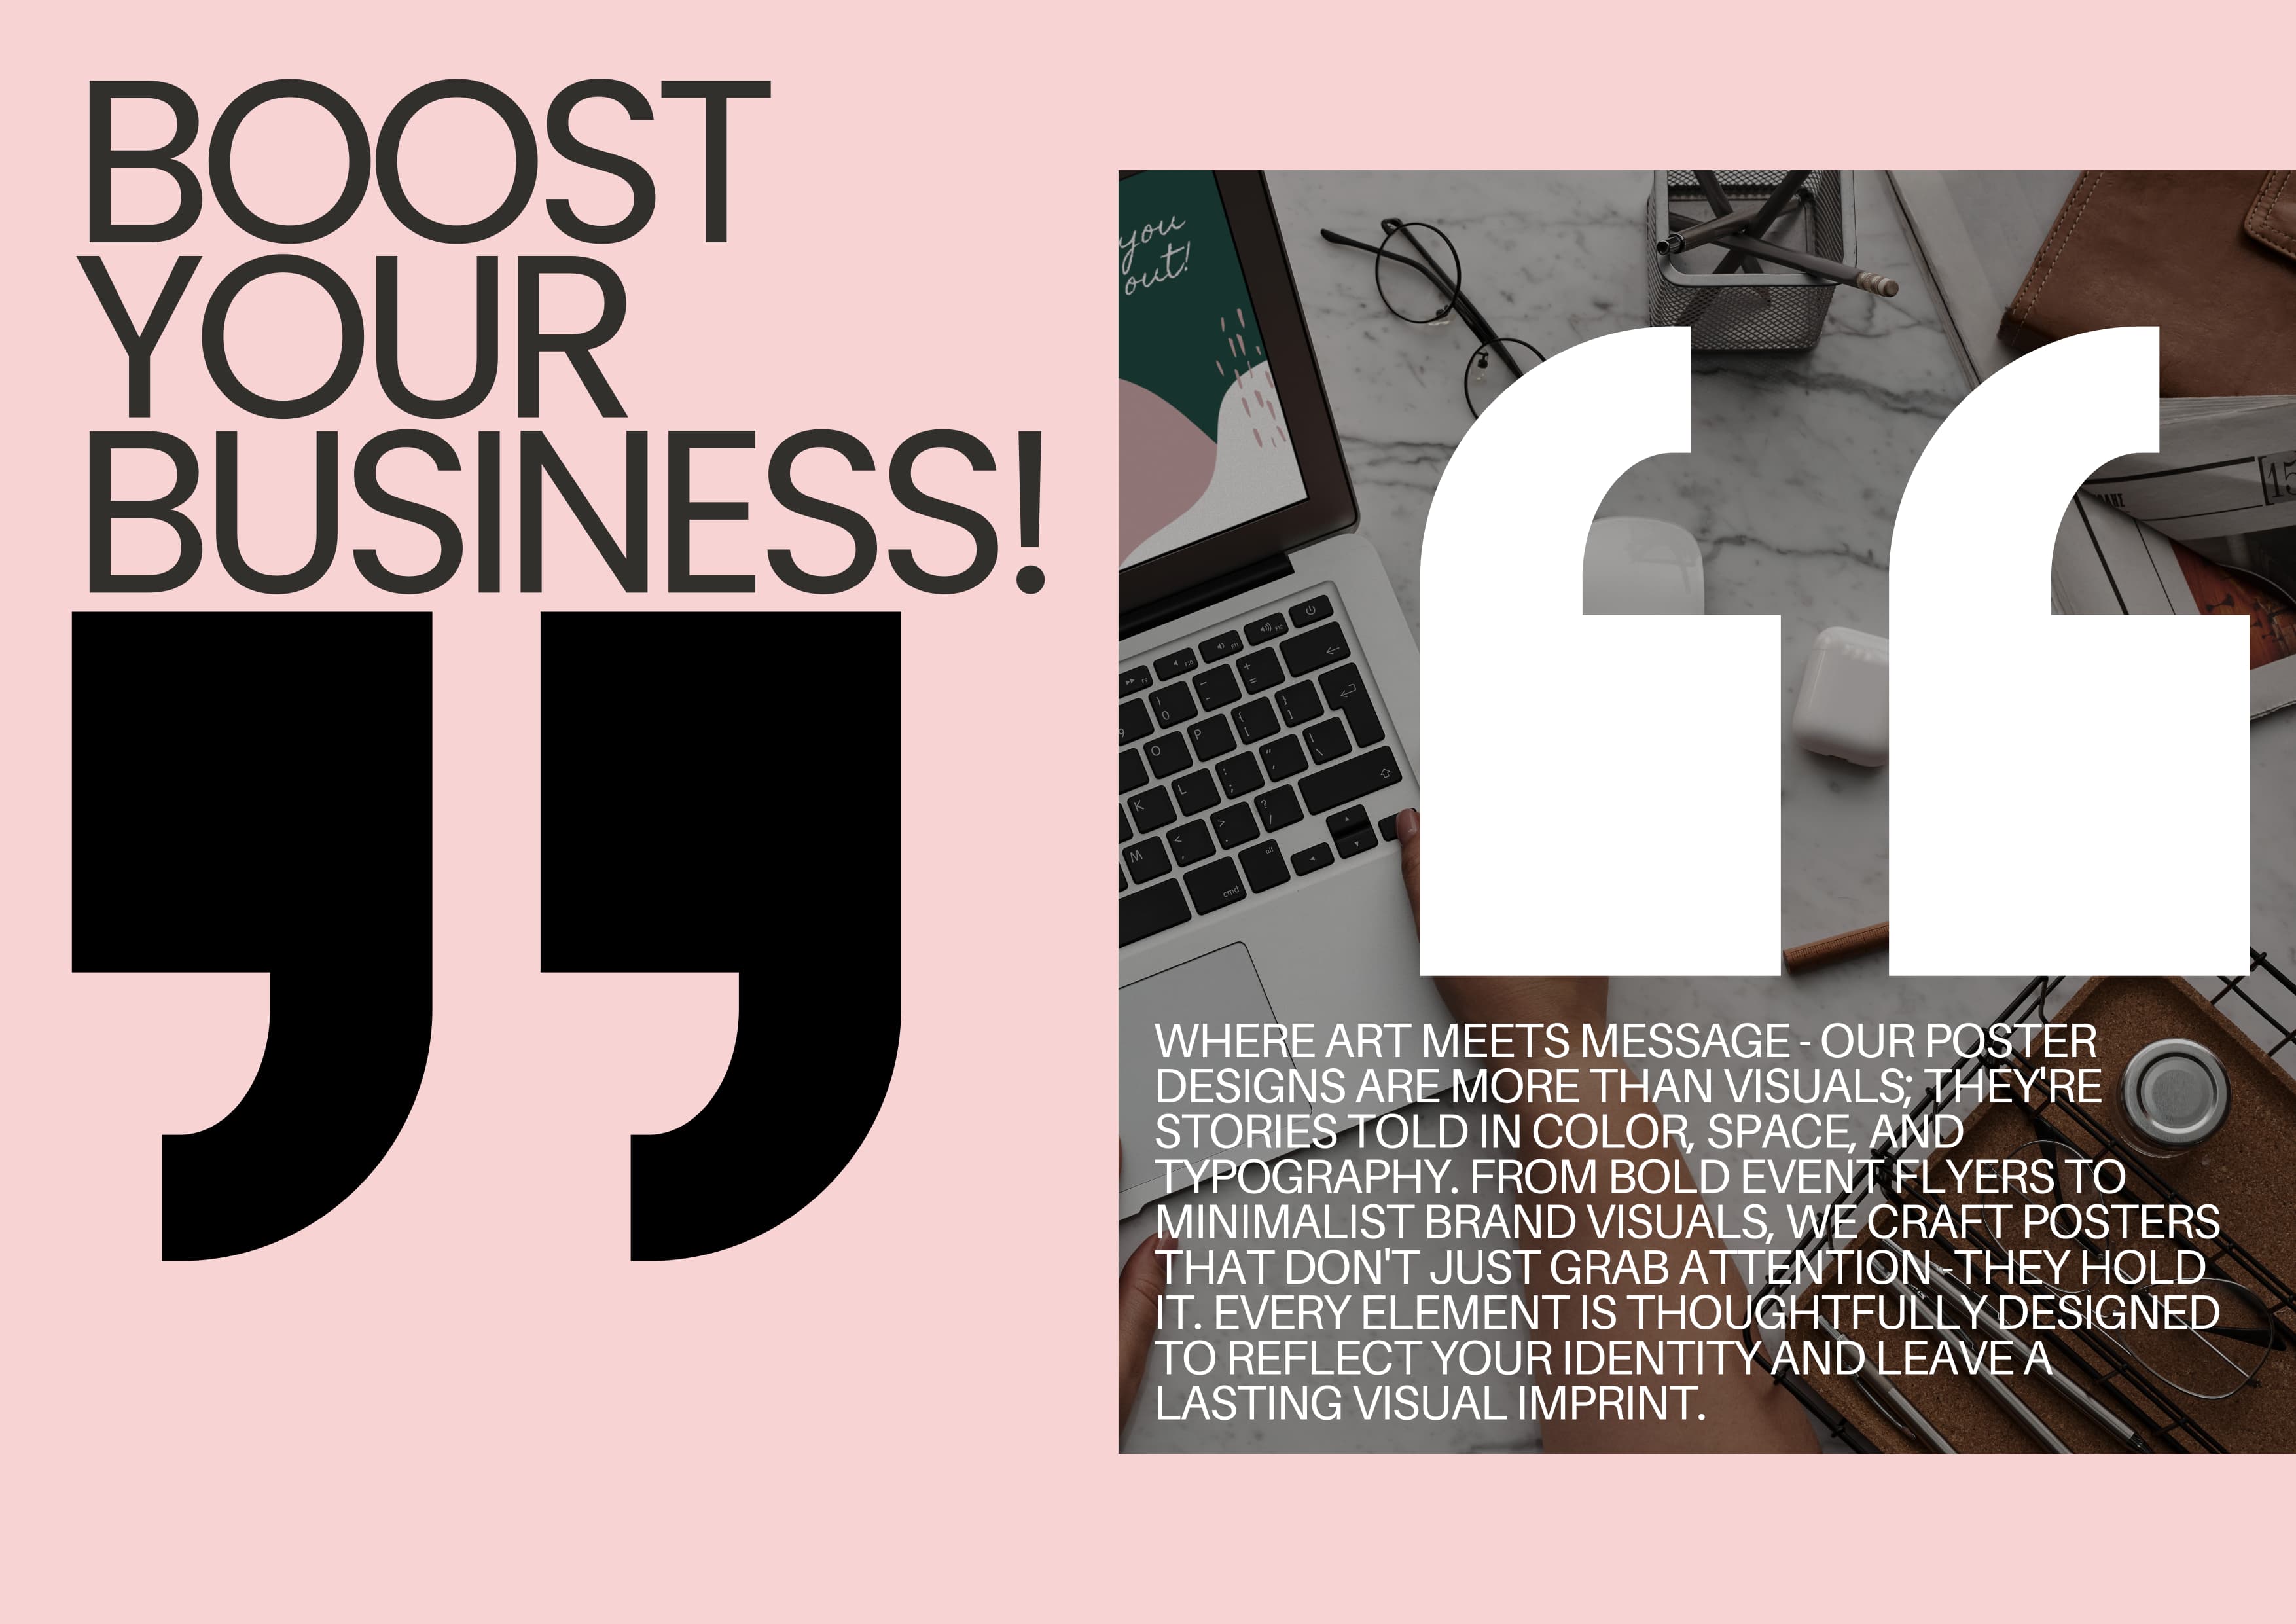 BOOST
YOUR
BUSINESS!
you
out!
WHERE ART MEETS MESSAGE - OUR POSTER
DESIGNS ARE MORE THAN VISUALS; THEY'RE
STORIES TOLD IN COLOR, SPACE, AND
TYPOGRAPHY. FROM BOLD EVENT FLYERS TO
MINIMALIST BRAND VISUALS, WE CRAFT POSTERS
THAT DON'T JUST GRAB ATTENTION -THEY HOLD
IT. EVERY ELEMENT IS THOUGHTFULLY DESIGNED
TO REFLECT YOUR IDENTITY AND LEAVE A
LASTING VISUAL IMPRINT.